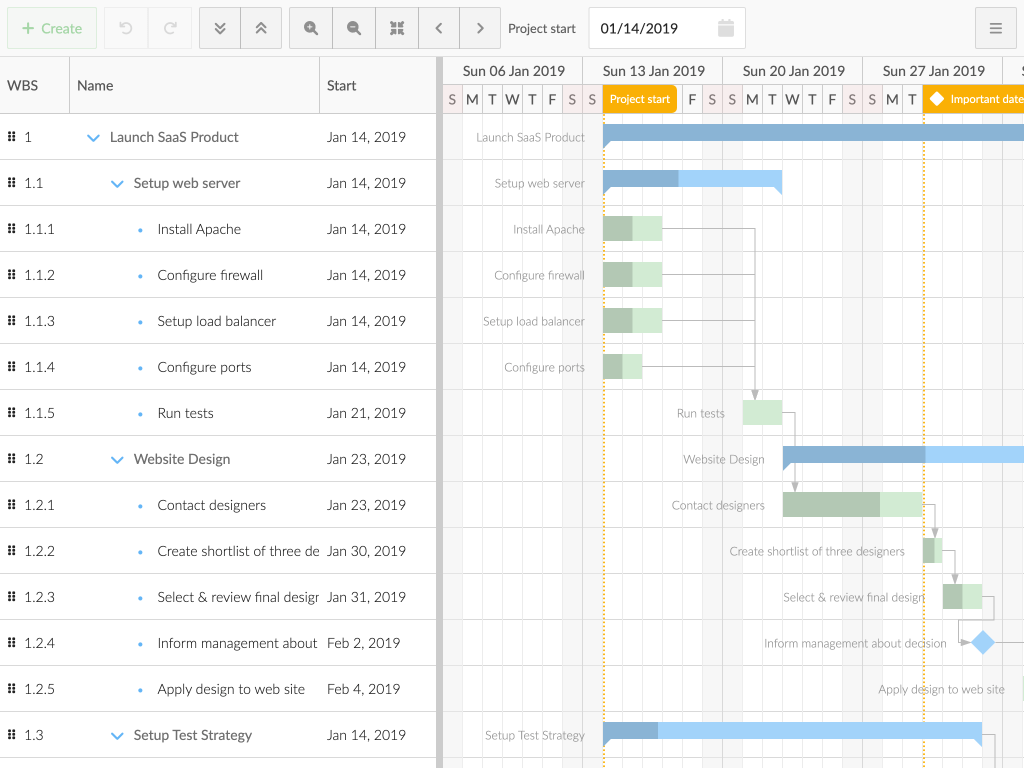 + Create
Project start
01/14/2019
WBS Name Start
Sun 06 Jan 2019 Sun 13 Jan 2019 Sun 20 Jan 2019 Sun 27 Jan 2019
S M T W T F S S Project start F S S M T W T F S S M T Important date
1 Launch SaaS Product Jan 14, 2019 Launch SaaS Product
1.1 Setup web server Jan 14, 2019 Setup web server
1.1.1 Install Apache Jan 14, 2019 Install Apache
1.1.2 Configure firewall Jan 14, 2019 Configure firewall
1.1.3 Setup load balancer Jan 14, 2019 Setup load balancer
1.1.4 Configure ports Jan 14, 2019 Configure ports
1.1.5 Run tests Jan 21, 2019 Run tests
1.2 Website Design Jan 23, 2019 Website Design
1.2.1 Contact designers Jan 23, 2019 Contact designers
1.2.2 Create shortlist of three de Jan 30, 2019 Create shortlist of three designers
1.2.3 Select & review final design Jan 31, 2019 Select & review final design
1.2.4 Inform management about Feb 2, 2019 Inform management about decision
1.2.5 Apply design to web site Feb 4, 2019 Apply design to web site
1.3 Setup Test Strategy Jan 14, 2019 Setup Test Strategy